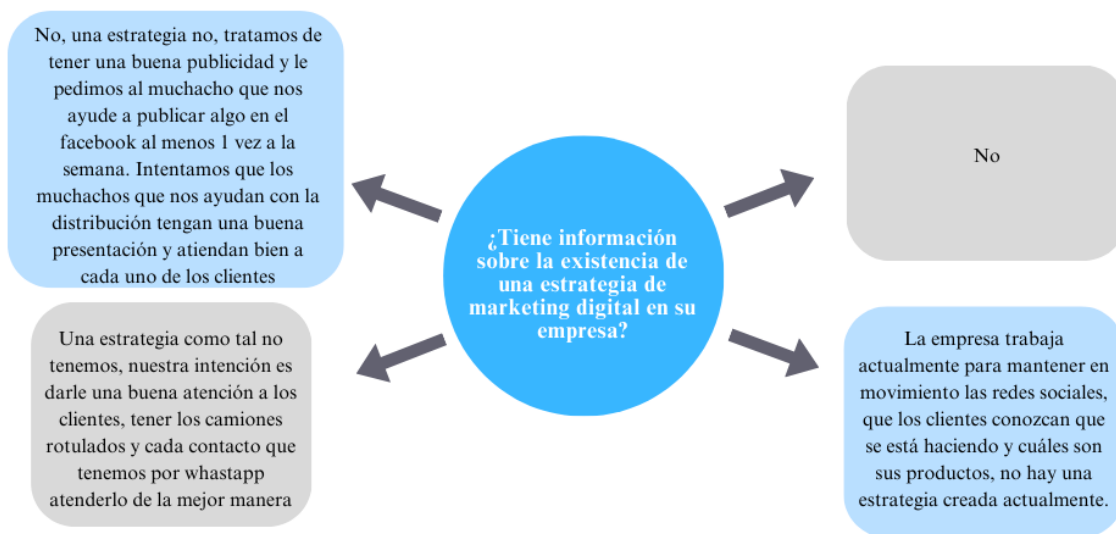 No, una estrategia no, tratamos de
tener una buena publicidad y le
pedimos al muchacho que nos
ayude a publicar algo en el
facebook al menos 1 vez a la
semana. Intentamos que los
muchachos que nos ayudan con la
distribución tengan una buena
presentación y atiendan bien a
cada uno de los clientes
No
¿Tiene información
sobre la existencia de
una estrategia de
marketing digital en su
empresa?
Una estrategia como tal no
tenemos, nuestra intención es
darle una buena atención a los
clientes, tener los camiones
rotulados y cada contacto que
tenemos por whastapp
atenderlo de la mejor manera
La empresa trabaja
actualmente para mantener en
movimiento las redes sociales,
que los clientes conozcan que
se está haciendo y cuáles son
sus productos, no hay una
estrategia creada actualmente.